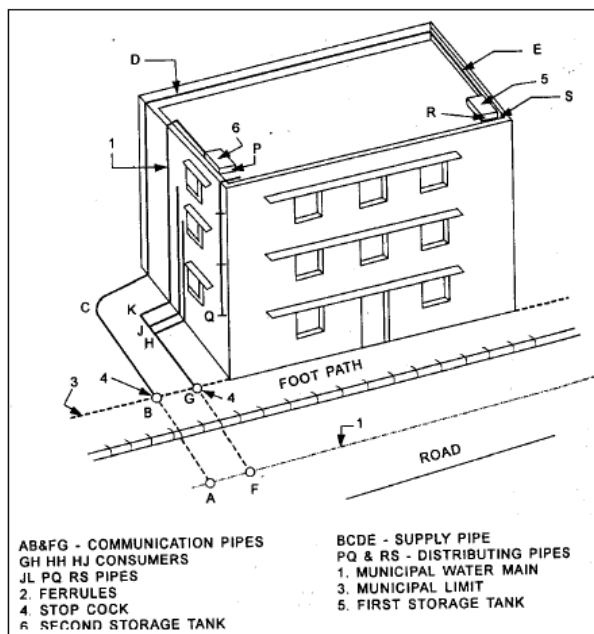 D
E
5
S
R
6
P
1
C
K
J
H
Q
4
3
B
G
4
FOOT PATH
1
ROAD
A
F
AB&FG - COMMUNICATION PIPES
GH HH HJ CONSUMERS
JL PQ RS PIPES
2. FERRULES
4. STOP COCK
6. SECOND STORAGE TANK
BCDE - SUPPLY PIPE
PQ & RS - DISTRIBUTING PIPES
1. MUNICIPAL WATER MAIN
3. MUNICIPAL LIMIT
5. FIRST STORAGE TANK